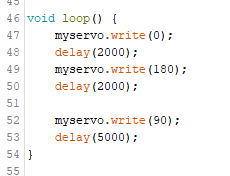 45
46 void loop() {
47 myservo.write(0);
48 delay(2000);
49 myservo.write(180);
50 delay(2000);
51
52 myservo.write(90);
53 delay(5000);
54 }
55